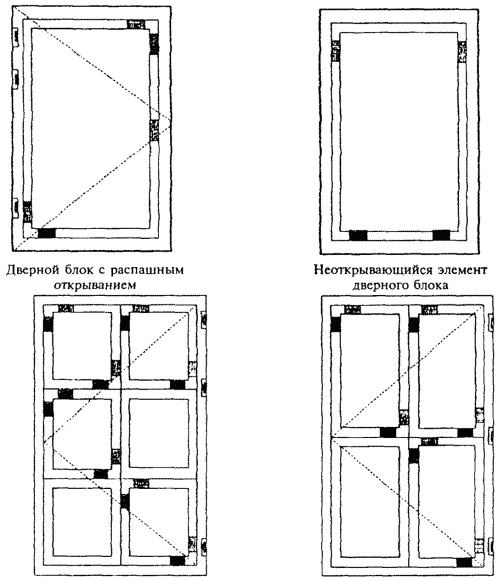 Дверной блок с распашным
открыванием
Неоткрывающийся элемент
дверного блока